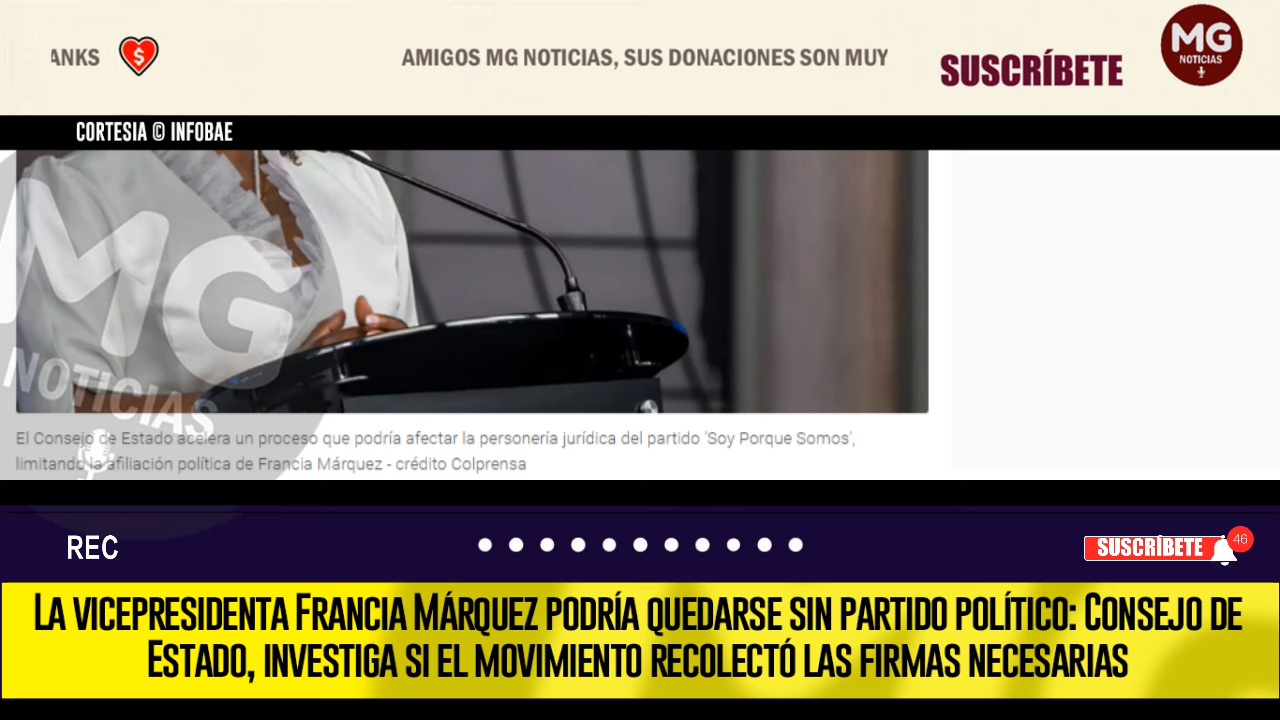 ANKS
AMIGOS MG NOTICIAS, SUS DONACIONES SON MUY
SUSCRÍBETE
MG
NOTICIAS
CORTESIA © INFOBAE
MG
NOTICIAS
El Consejo de Estado acelera un proceso que podría afectar la personería jurídica del partido 'Soy Porque Somos',
limitando la afiliación política de Francia Márquez - crédito Colprensa
REC
SUSCRÍBETE
46
LA VICEPRESIDENTA FRANCIA MÁRQUEZ PODRÍA QUEDARSE SIN PARTIDO POLÍTICO: CONSEJO DE
ESTADO, INVESTIGA SI EL MOVIMIENTO RECOLECTÓ LAS FIRMAS NECESARIAS